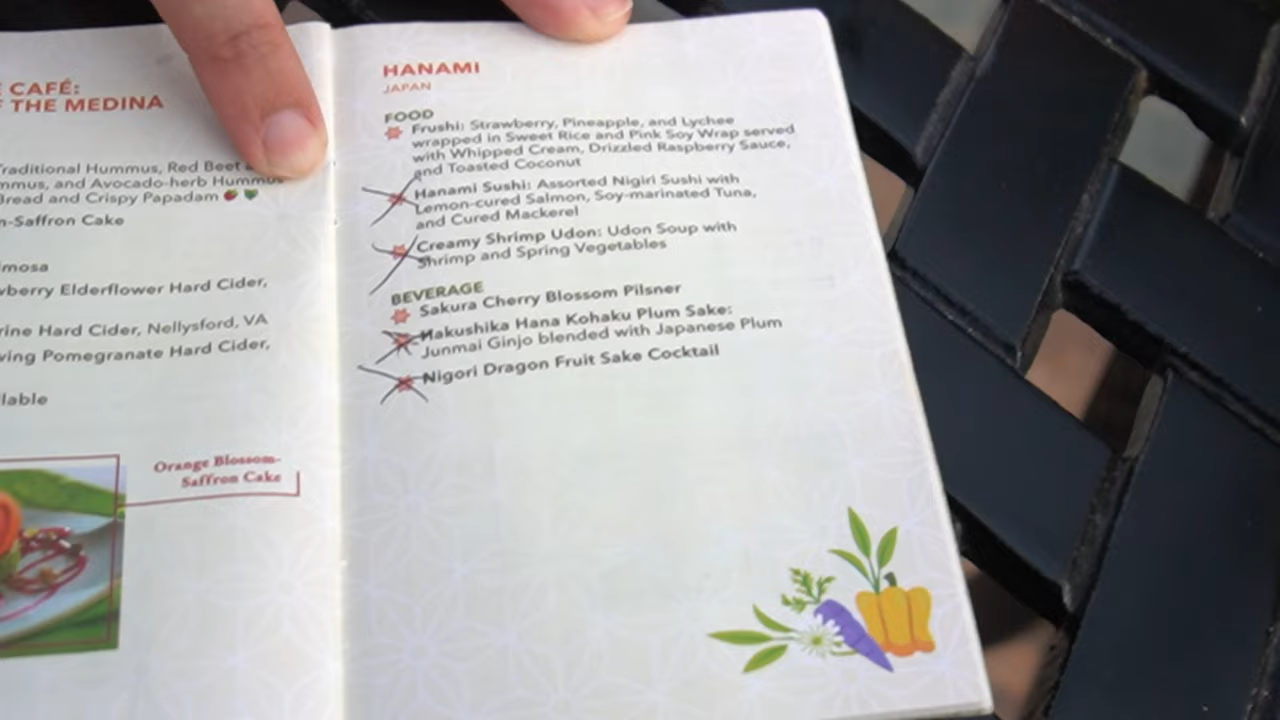 E CAFÉ:
F THE MEDINA
raditional Hummus, Red Beet
mmus, and Avocado-herb Hummus
Bread and Crispy Papadam
n-Saffron Cake
mosa
wberry Elderflower Hard Cider,
rine Hard Cider, Nellysford, VA
ving Pomegranate Hard Cider,
lable
Orange Blossom-
Saffron Cake
HANAMI
JAPAN
FOOD
Frushi: Strawberry, Pineapple, and Lychee
wrapped in Sweet Rice and Pink Soy Wrap served
with Whipped Cream, Drizzled Raspberry Sauce,
and Toasted Coconut
Hanami Sushi: Assorted Nigiri Sushi with
Lemon-cured Salmon, Soy-marinated Tuna,
and Cured Mackerel
Creamy Shrimp Udon: Udon Soup with
Shrimp and Spring Vegetables
BEVERAGE
Sakura Cherry Blossom Pilsner
Hakushika Hana Kohaku Plum Sake:
Junmai Ginjo blended with Japanese Plum
Nigori Dragon Fruit Sake Cocktail